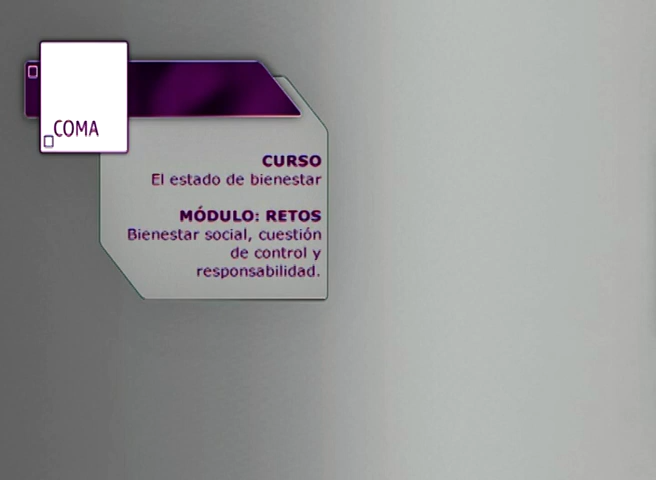 COMA
CURSO
El estado de bienestar
MÓDULO: RETOS
Bienestar social, cuestión
de control y
responsabilidad.